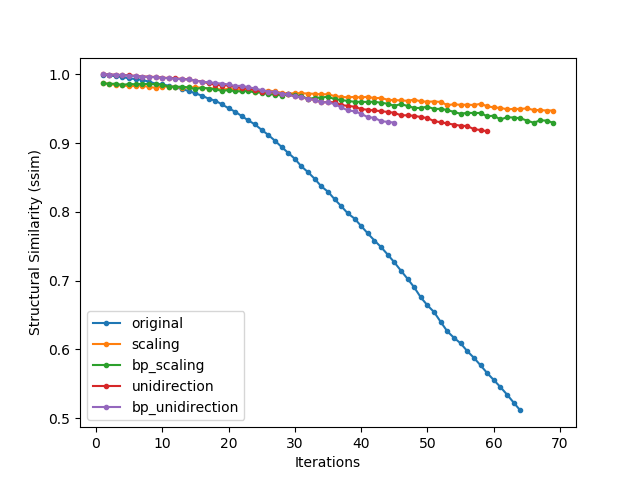 1.0
0.9
0.8
0.7
0.6
0.5
Structural Similarity (ssim)
original
scaling
bp_scaling
unidirection
bp_unidirection
0 10 20 30 40 50 60 70
Iterations